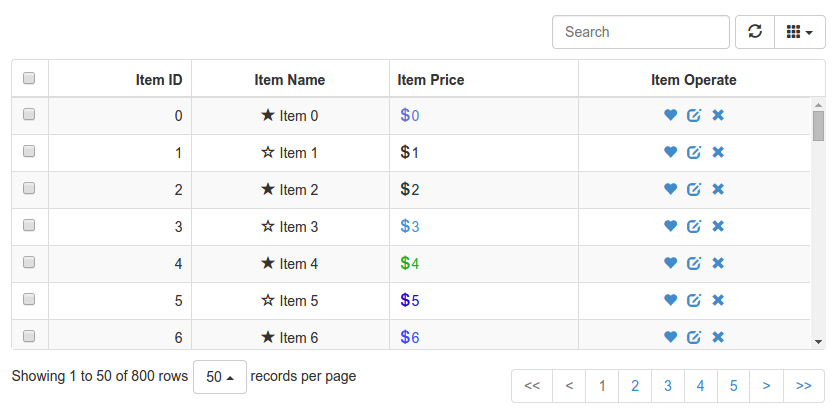 Search
Item ID Item Name Item Price Item Operate
0 ★ Item 0 $0
1 ☆ Item 1 $1
2 ★ Item 2 $2
3 ☆ Item 3 $3
4 ★ Item 4 $4
5 ☆ Item 5 $5
6 ★ Item 6 $6
Showing 1 to 50 of 800 rows 50 records per page
<< < 1 2 3 4 5 > >>